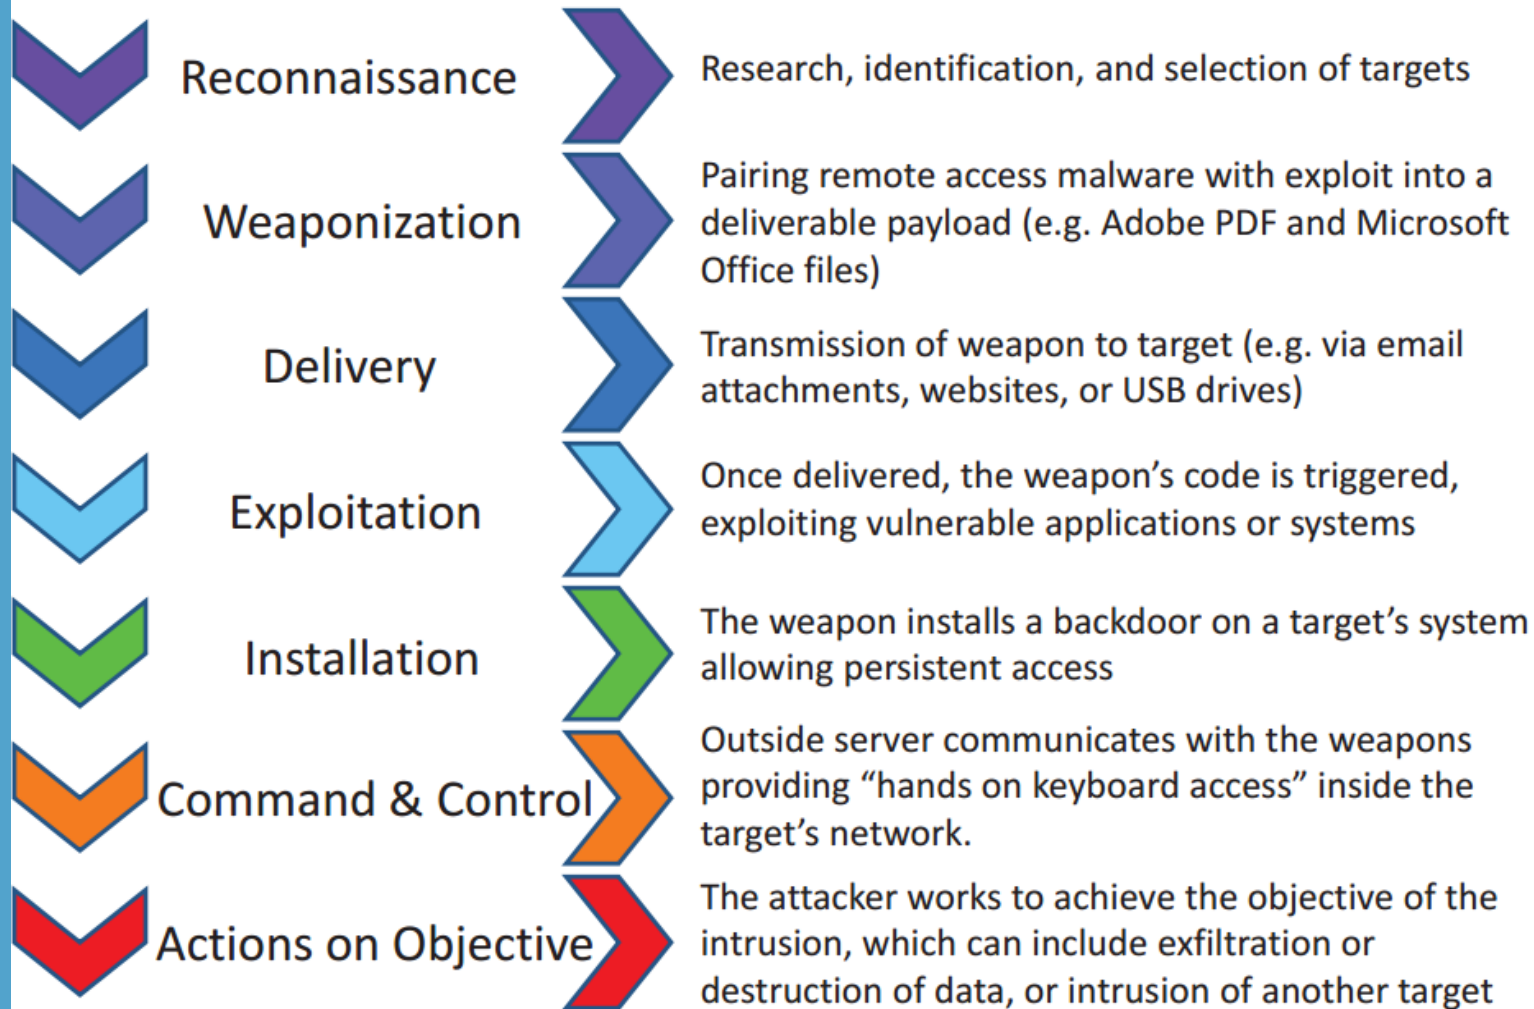 Reconnaissance
Research, identification, and selection of targets
Weaponization
Pairing remote access malware with exploit into a
deliverable payload (e.g. Adobe PDF and Microsoft
Office files)
Delivery
Transmission of weapon to target (e.g. via email
attachments, websites, or USB drives)
Exploitation
Once delivered, the weapon’s code is triggered,
exploiting vulnerable applications or systems
Installation
The weapon installs a backdoor on a target’s system
allowing persistent access
Command & Control
Outside server communicates with the weapons
providing “hands on keyboard access” inside the
target’s network.
Actions on Objective
The attacker works to achieve the objective of the
intrusion, which can include exfiltration or
destruction of data, or intrusion of another target